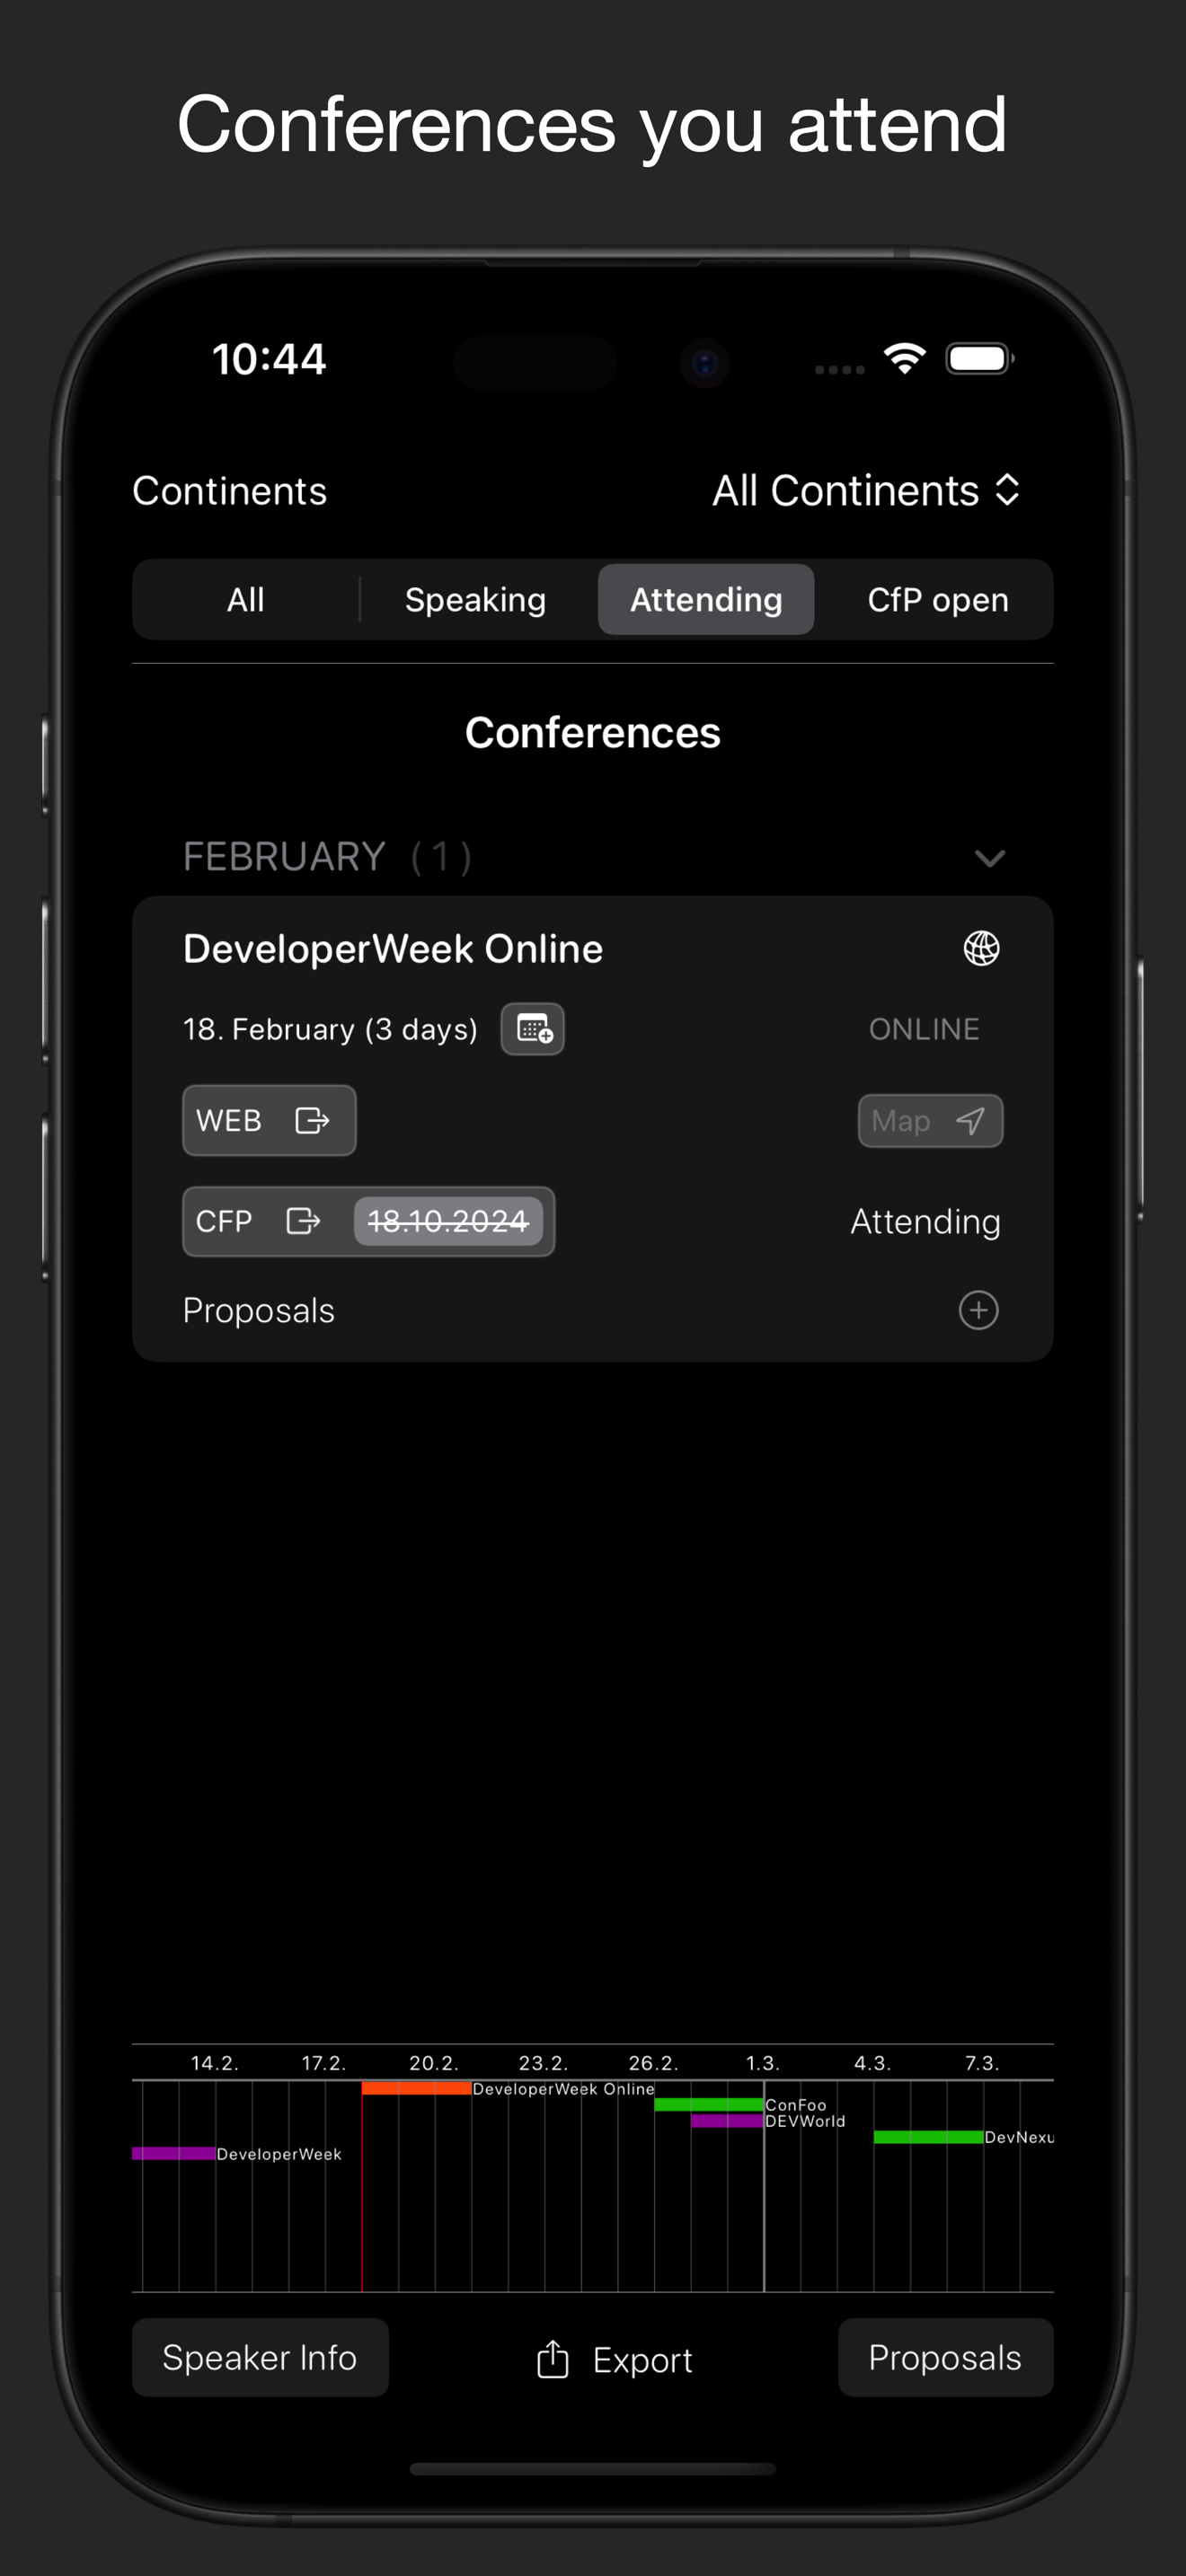 Conferences you attend
10:44
Continents All Continents
All Speaking Attending CfP open
Conferences
FEBRUARY (1)
DeveloperWeek Online
18. February (3 days) ONLINE
WEB Map
CFP 18.10.2024 Attending
Proposals
14.2. 17.2. 20.2. 23.2. 26.2. 1.3. 4.3. 7.3.
DeveloperWeek Online
ConFoo
DEVWorld
DevNexu
DeveloperWeek
Speaker Info Export Proposals